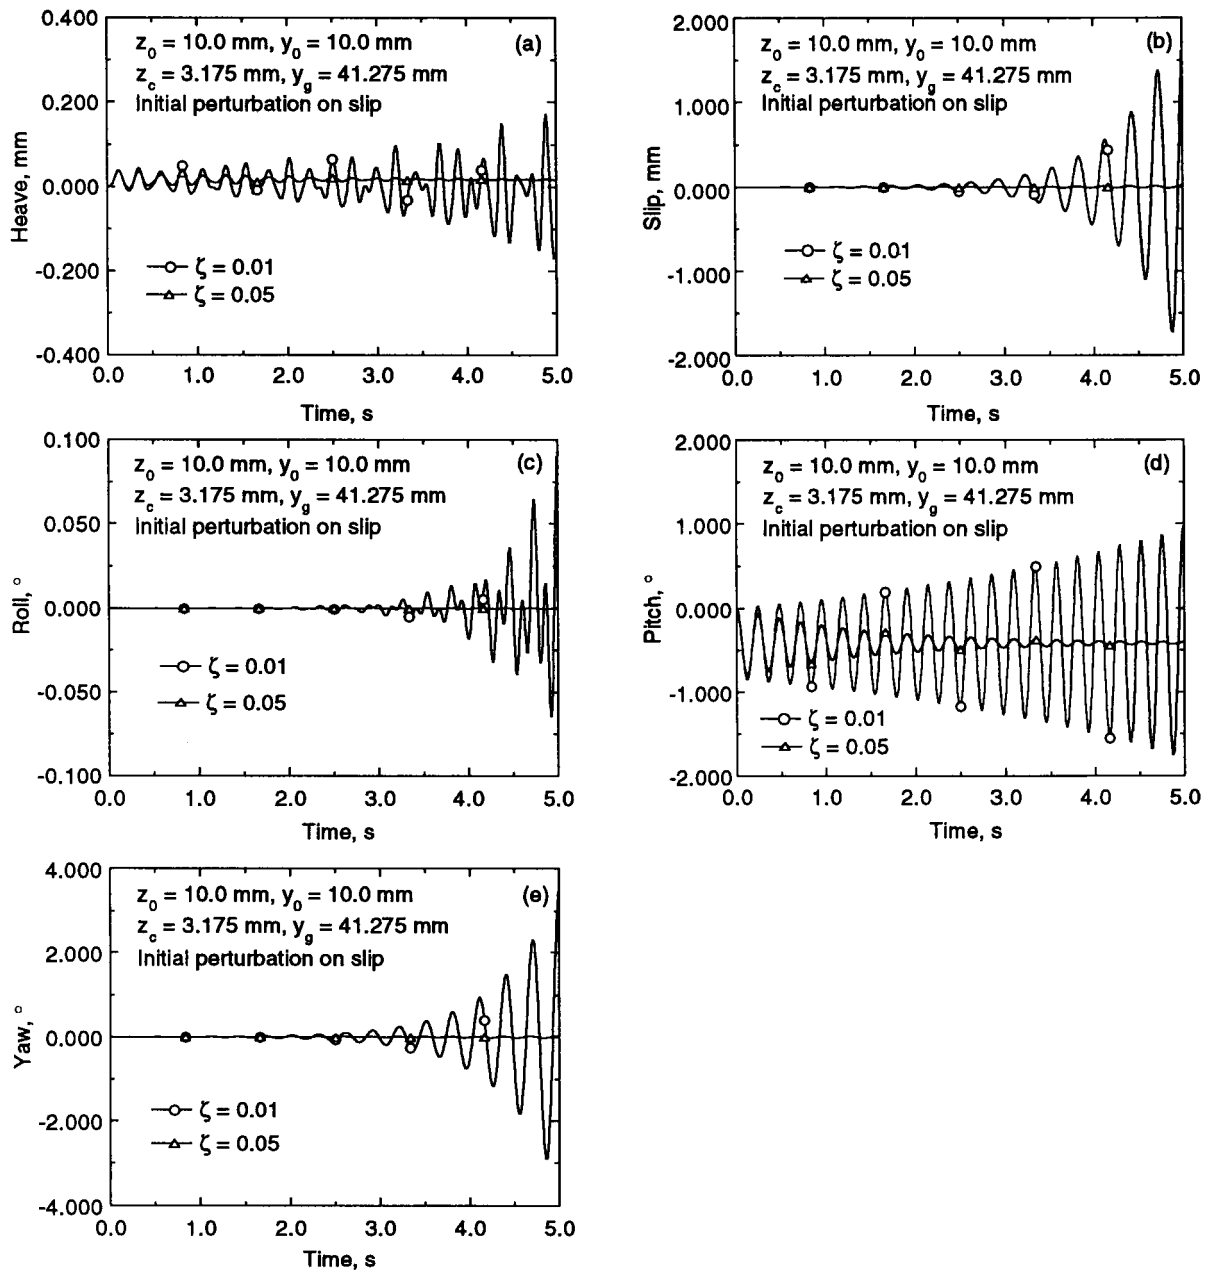 (a)
z₀ = 10.0 mm, y₀ = 10.0 mm
z_c = 3.175 mm, y_g = 41.275 mm
Initial perturbation on slip
Heave, mm
0.400
0.200
0.000
-0.200
-0.400
ζ = 0.01
ζ = 0.05
0.0 1.0 2.0 3.0 4.0 5.0
Time, s
(b)
z₀ = 10.0 mm, y₀ = 10.0 mm
z_c = 3.175 mm, y_g = 41.275 mm
Initial perturbation on slip
Slip, mm
2.000
1.000
0.000
-1.000
-2.000
ζ = 0.01
ζ = 0.05
0.0 1.0 2.0 3.0 4.0 5.0
Time, s
(c)
z₀ = 10.0 mm, y₀ = 10.0 mm
z_c = 3.175 mm, y_g = 41.275 mm
Initial perturbation on slip
Roll, °
0.100
0.050
0.000
-0.050
-0.100
ζ = 0.01
ζ = 0.05
0.0 1.0 2.0 3.0 4.0 5.0
Time, s
(d)
z₀ = 10.0 mm, y₀ = 10.0 mm
z_c = 3.175 mm, y_g = 41.275 mm
Initial perturbation on slip
Pitch, °
2.000
1.000
0.000
-1.000
-2.000
ζ = 0.01
ζ = 0.05
0.0 1.0 2.0 3.0 4.0 5.0
Time, s
(e)
z₀ = 10.0 mm, y₀ = 10.0 mm
z_c = 3.175 mm, y_g = 41.275 mm
Initial perturbation on slip
Yaw, °
4.000
2.000
0.000
-2.000
-4.000
ζ = 0.01
ζ = 0.05
0.0 1.0 2.0 3.0 4.0 5.0
Time, s